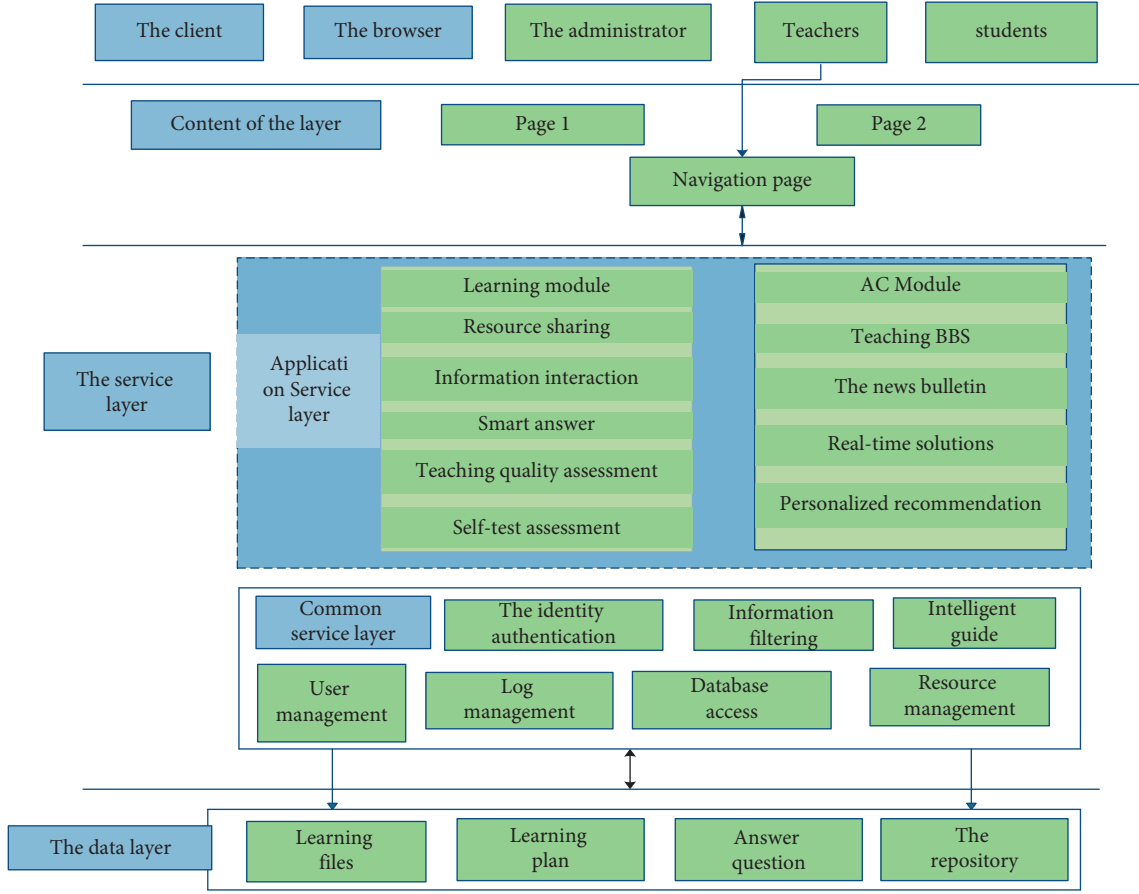 The client
The browser
The administrator
Teachers
students
Content of the layer
Page 1
Page 2
Navigation page
The service
layer
Applicati
on Service
layer
Learning module
Resource sharing
Information interaction
Smart answer
Teaching quality assessment
Self-test assessment
AC Module
Teaching BBS
The news bulletin
Real-time solutions
Personalized recommendation
Common
service layer
The identity
authentication
Information
filtering
Intelligent
guide
User
management
Log
management
Database
access
Resource
management
The data layer
Learning
files
Learning
plan
Answer
question
The
repository